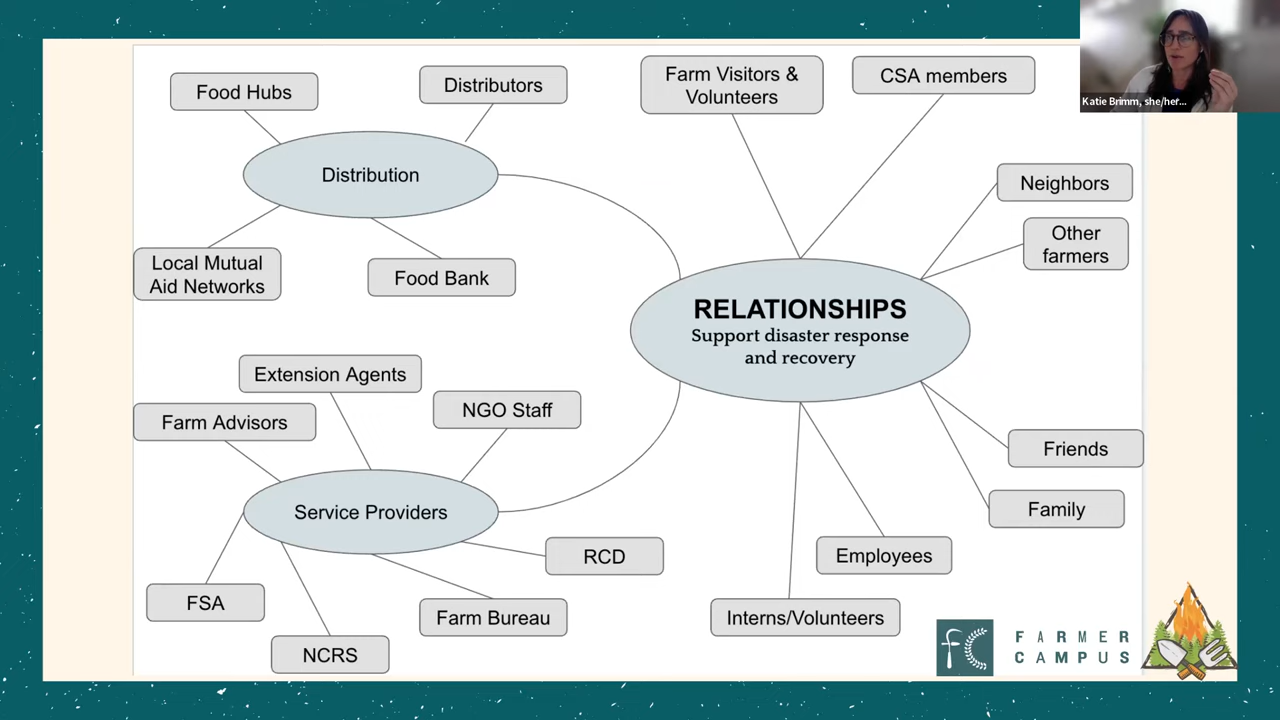 Food Hubs
Distributors
Distribution
Local Mutual
Aid Networks
Food Bank
Farm Visitors &
Volunteers
CSA members
Katie Brimm, she/her...
Neighbors
Other
farmers
RELATIONSHIPS
Support disaster response
and recovery
Extension Agents
Farm Advisors
NGO Staff
Service Providers
RCD
FSA
Farm Bureau
NCRS
Friends
Family
Employees
Interns/Volunteers
FC
FARMER
CAMPUS